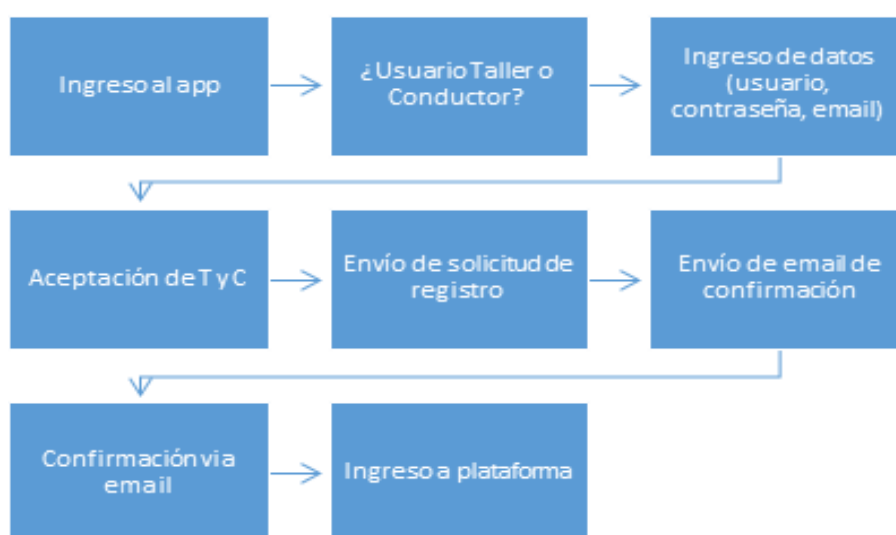 Ingreso al app
¿Usuario Taller o
Conductor?
Ingreso de datos
(usuario,
contraseña, email)
Aceptación de T y C
Envío de solicitud de
registro
Envío de email de
confirmación
Confirmación via
email
Ingreso a plataforma